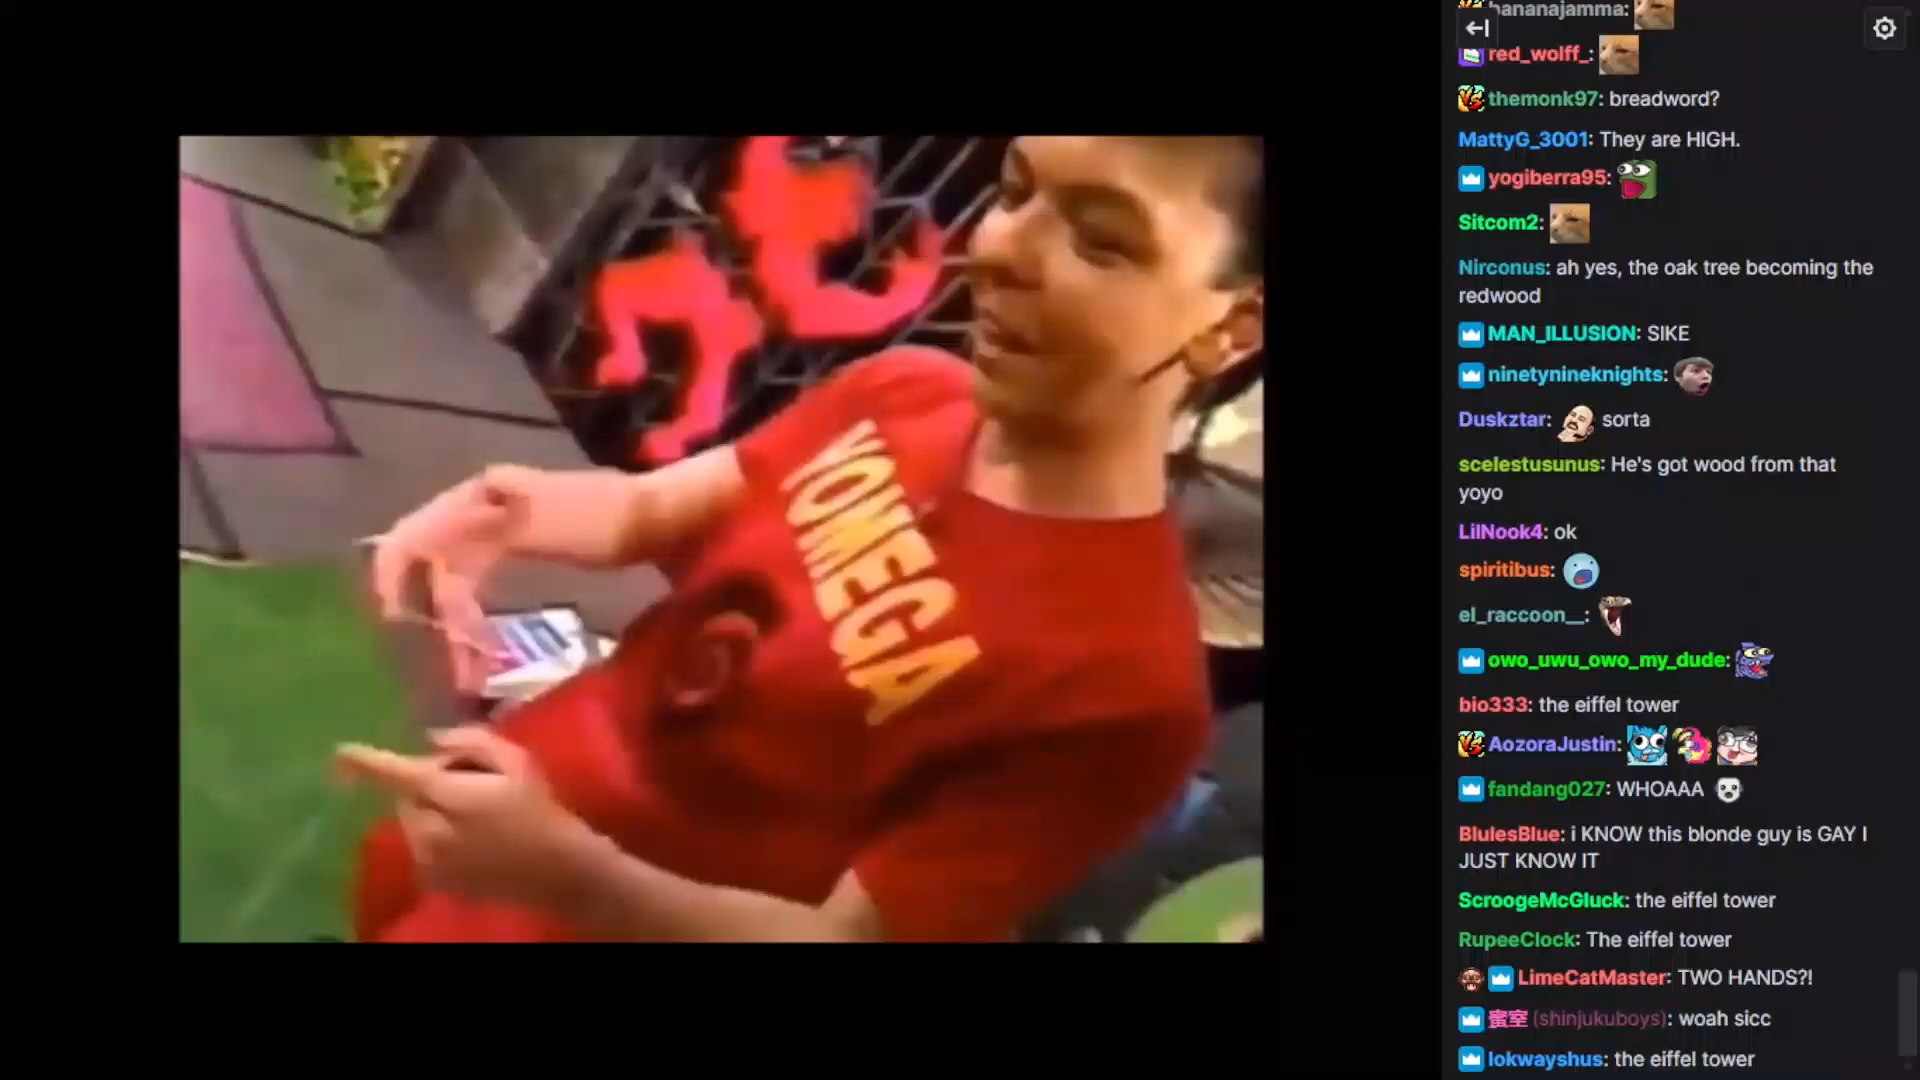 YOMEGA
bananajamma:
red_wolff_:
themonk97: breadword?
MattyG_3001: They are HIGH.
yogiberra95:
Sitcom2:
Nirconus: ah yes, the oak tree becoming the
redwood
MAN_ILLUSION: SIKE
ninetynineknights:
Duskztar: sorta
scelestusunus: He's got wood from that
yoyo
LilNook4: ok
spiritibus:
el_raccoon__:
owo_uwu_owo_my_dude:
bio333: the eiffel tower
AozoraJustin:
fandang027: WHOAAA
BlulesBlue: i KNOW this blonde guy is GAY I
JUST KNOW IT
ScroogeMcGluck: the eiffel tower
RupeeClock: The eiffel tower
LimeCatMaster: TWO HANDS?!
蜜室 (shinjukuboys): woah sicc
lokwayshus: the eiffel tower